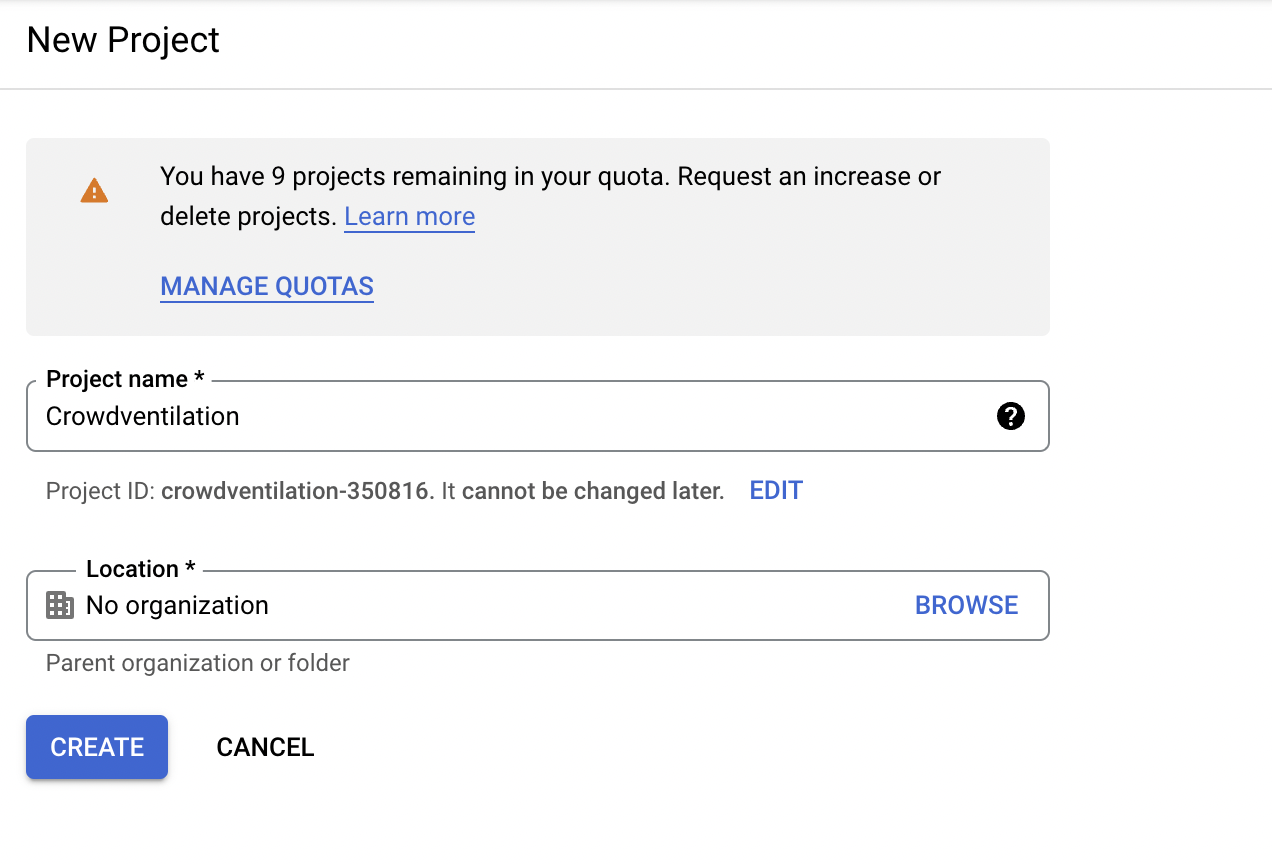 New Project
You have 9 projects remaining in your quota. Request an increase or
delete projects. Learn more
MANAGE QUOTAS
Project name *
Crowdventilation
Project ID: crowdventilation-350816. It cannot be changed later. EDIT
Location *
No organization BROWSE
Parent organization or folder
CREATE CANCEL